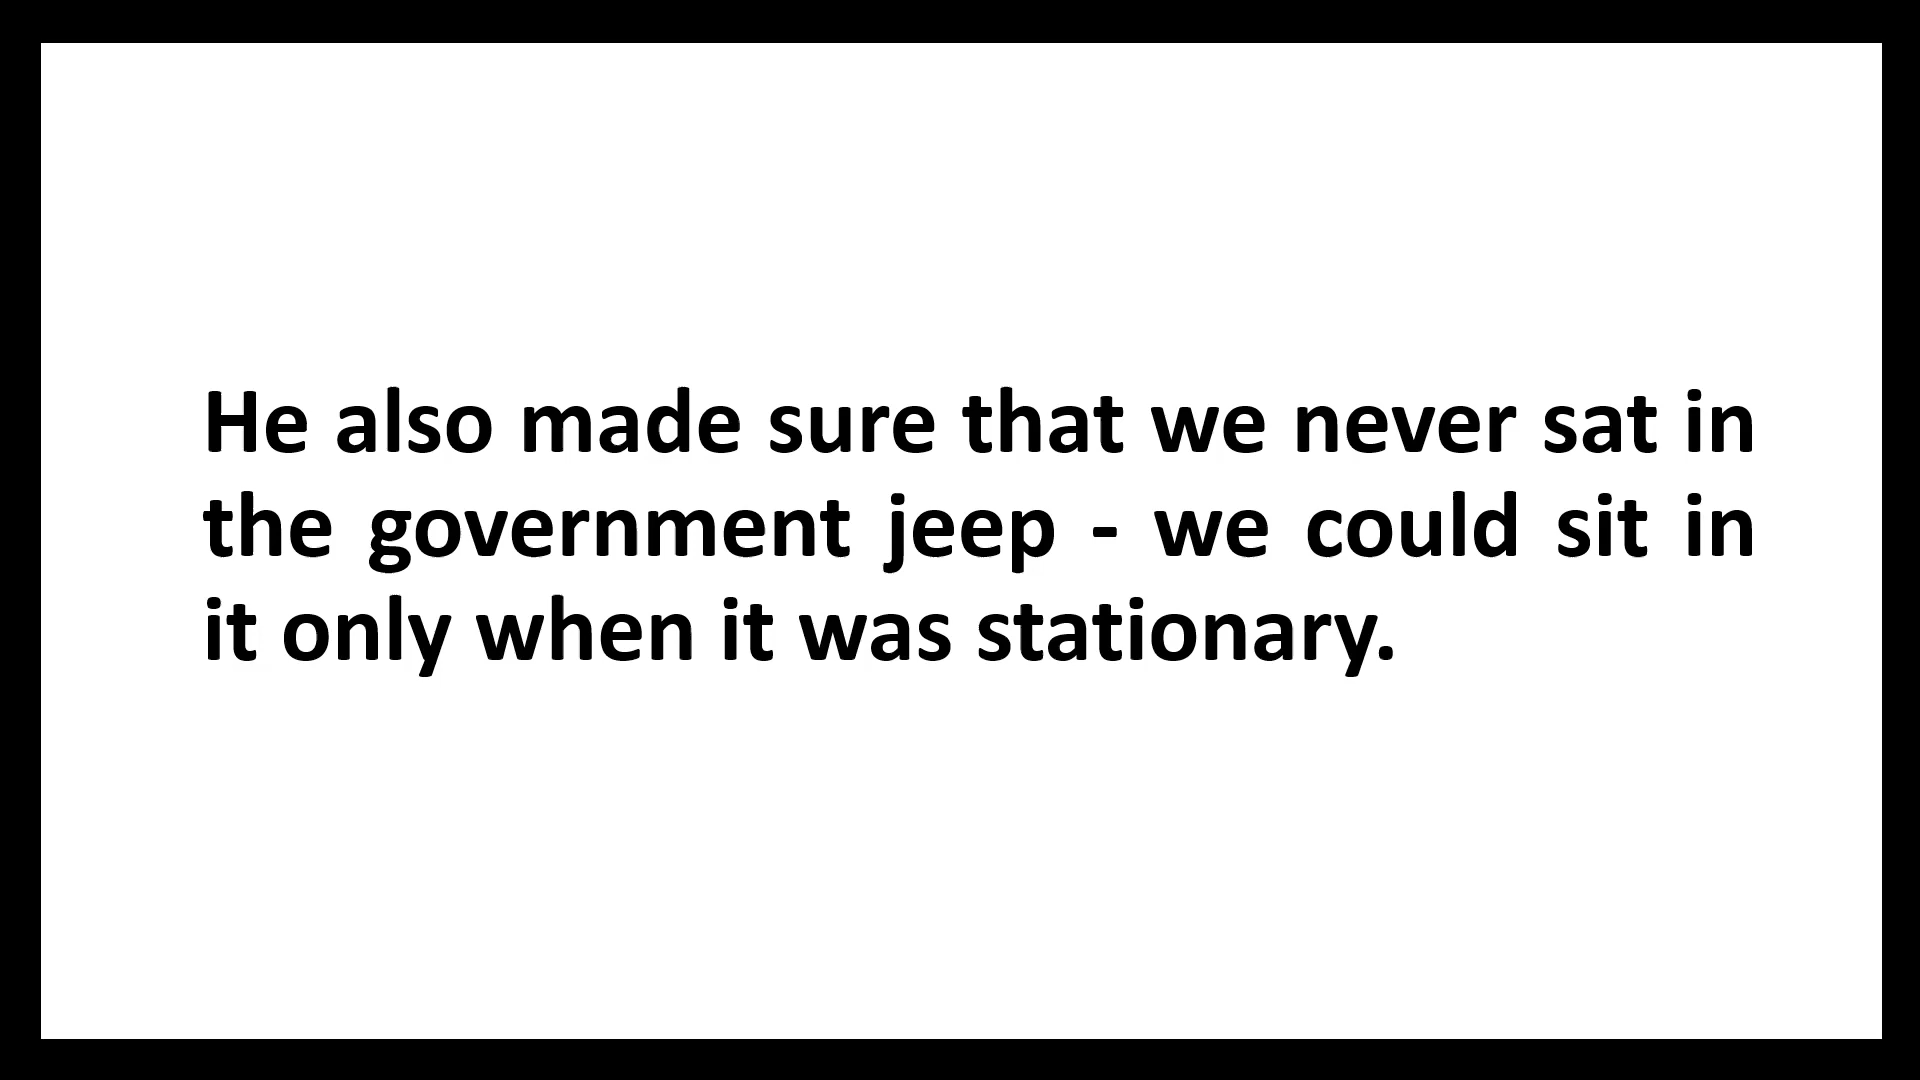 He also made sure that we never sat in
the government jeep - we could sit in
it only when it was stationary.